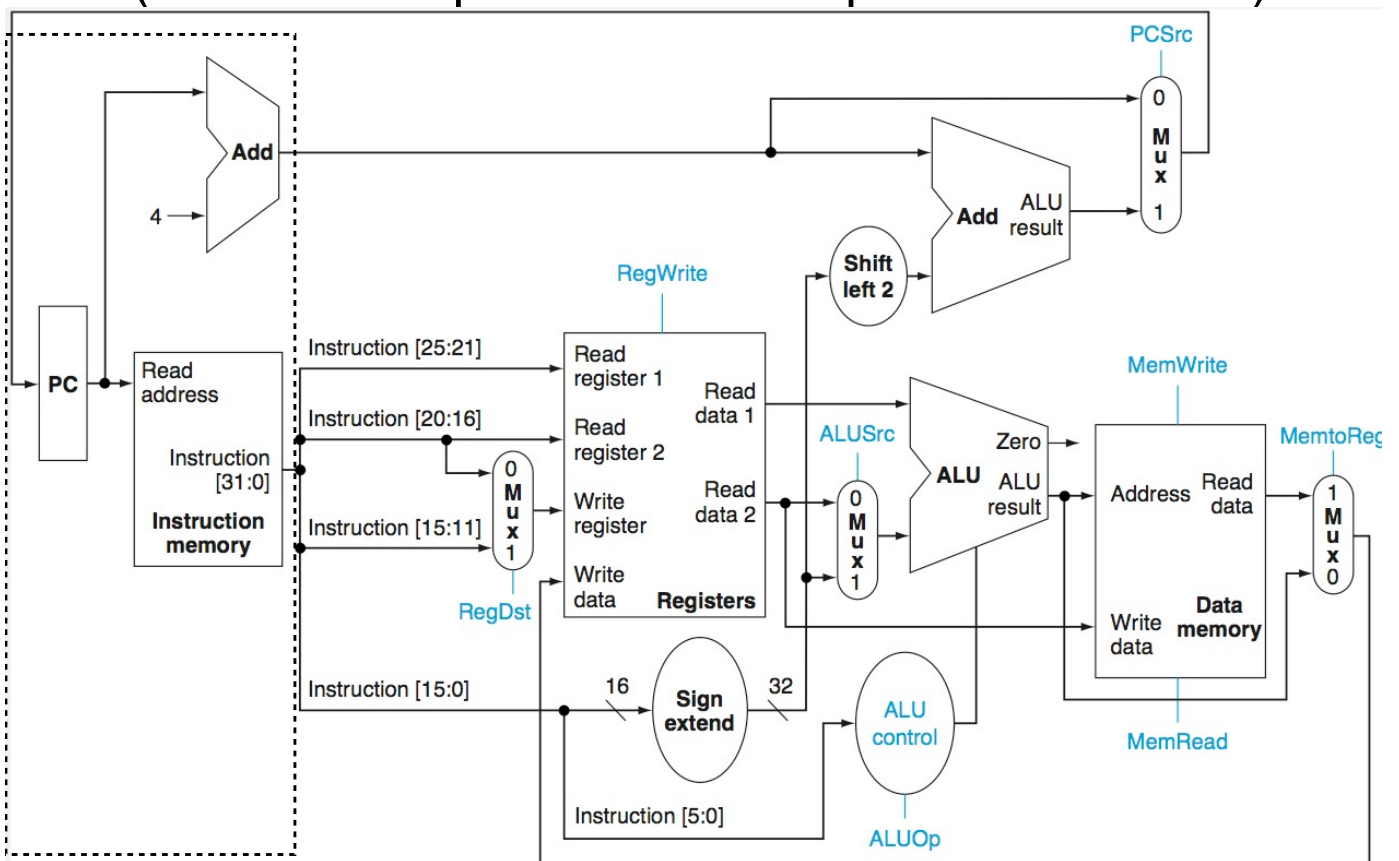 PCSrc
0
M
u
x
1
Add
4
Add
ALU
result
Shift
left 2
RegWrite
PC
Read
address
Instruction
[31:0]
Instruction
memory
Instruction [25:21]
Instruction [20:16]
Instruction [15:11]
0
M
u
x
1
RegDst
Read
register 1
Read
register 2
Write
register
Write
data
Read
data 1
Read
data 2
Registers
ALUSrc
0
M
u
x
1
Zero
ALU
ALU
result
MemWrite
Address
Read
data
Write
data
Data
memory
MemRead
MemtoReg
1
M
u
x
0
Instruction [15:0]
16
Sign
extend
32
ALU
control
Instruction [5:0]
ALUOp